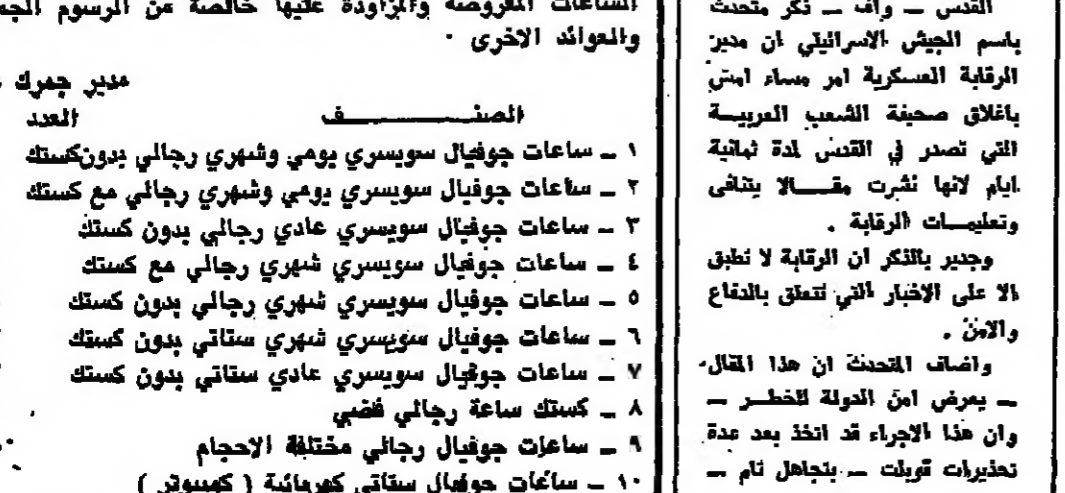 القدس ـ واف ـ ذكر متحدث
باسم الجيش الاسرائيلي ان مدير
الرقابة العسكرية امر مساء امس
باغلاق صحيفة الشعب العربيـــة
التي تصدر في القدس لمدة ثمانية
ايام لانها نشرت مقــــالا يتنافى
وتعليمــات الرقابة .
وجدير بالذكر ان الرقابة لا تطبق
الا على الاخبار التي تتعلق بالدفاع
والامن .
واضاف المتحدث ان هذا المقال
ـ يعرض امن الدولة للخطــر ـ
وان هذا الاجراء قد اتخذ بعد عدة
تحذيرات قوبلت ـ بتجاهل تام ـ
الساعات المعروضة والمزاودة عليها خالصة من الرسوم
والعوائد الاخرى .
مدير جمرك
الصنــــــــــف العدد
١ ـ ساعات جوفيال سويسري يومي وشهري رجالي بدون كستك
٢ ـ ساعات جوفيال سويسري يومي وشهري رجالي مع كستك
٣ ـ ساعات جوفيال سويسري عادي رجالي بدون كستك
٤ ـ ساعات جوفيال سويسري شهري رجالي مع كستك
٥ ـ ساعات جوفيال سويسري شهري رجالي بدون كستك
٦ ـ ساعات جوفيال سويسري شهري ستاتي بدون كستك
٧ ـ ساعات جوفيال سويسري عادي ستاتي بدون كستك
٨ ـ كستك ساعة رجالي فضي
٩ ـ ساعات جوفيال رجالي مختلفة الاحجام
١٠ ـ ساعات جوفيال ستاتي كهربائية ( كمبيوتر )